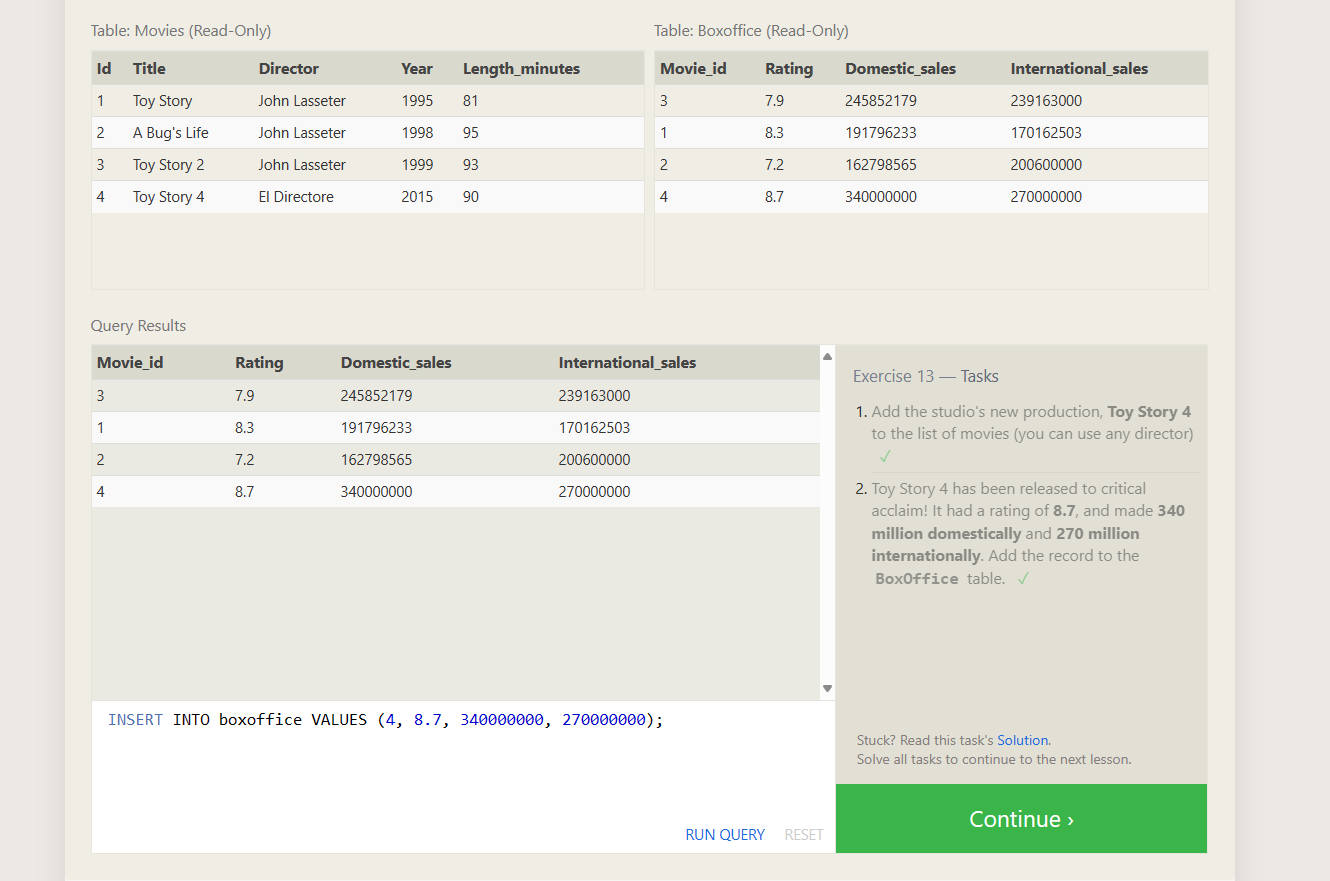 Table: Movies (Read-Only)
Id Title Director Year Length_minutes
1 Toy Story John Lasseter 1995 81
2 A Bug's Life John Lasseter 1998 95
3 Toy Story 2 John Lasseter 1999 93
4 Toy Story 4 El Directore 2015 90
Table: Boxoffice (Read-Only)
Movie_id Rating Domestic_sales International_sales
3 7.9 245852179 239163000
1 8.3 191796233 170162503
2 7.2 162798565 200600000
4 8.7 340000000 270000000
Query Results
Movie_id Rating Domestic_sales International_sales
3 7.9 245852179 239163000
1 8.3 191796233 170162503
2 7.2 162798565 200600000
4 8.7 340000000 270000000
INSERT INTO boxoffice VALUES (4, 8.7, 340000000, 270000000);
RUN QUERY RESET
Exercise 13 — Tasks
1. Add the studio's new production, Toy Story 4
to the list of movies (you can use any director)
✓
2. Toy Story 4 has been released to critical
acclaim! It had a rating of 8.7, and made 340
million domestically and 270 million
internationally. Add the record to the
BoxOffice table. ✓
Stuck? Read this task's Solution.
Solve all tasks to continue to the next lesson.
Continue ›